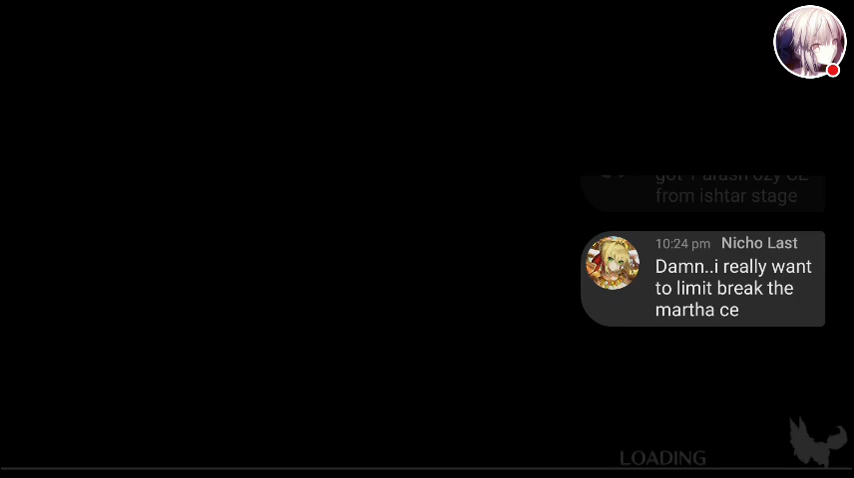 from ishtar stage
10:24 pm Nicho Last
Damn..i really want
to limit break the
martha ce
LOADING